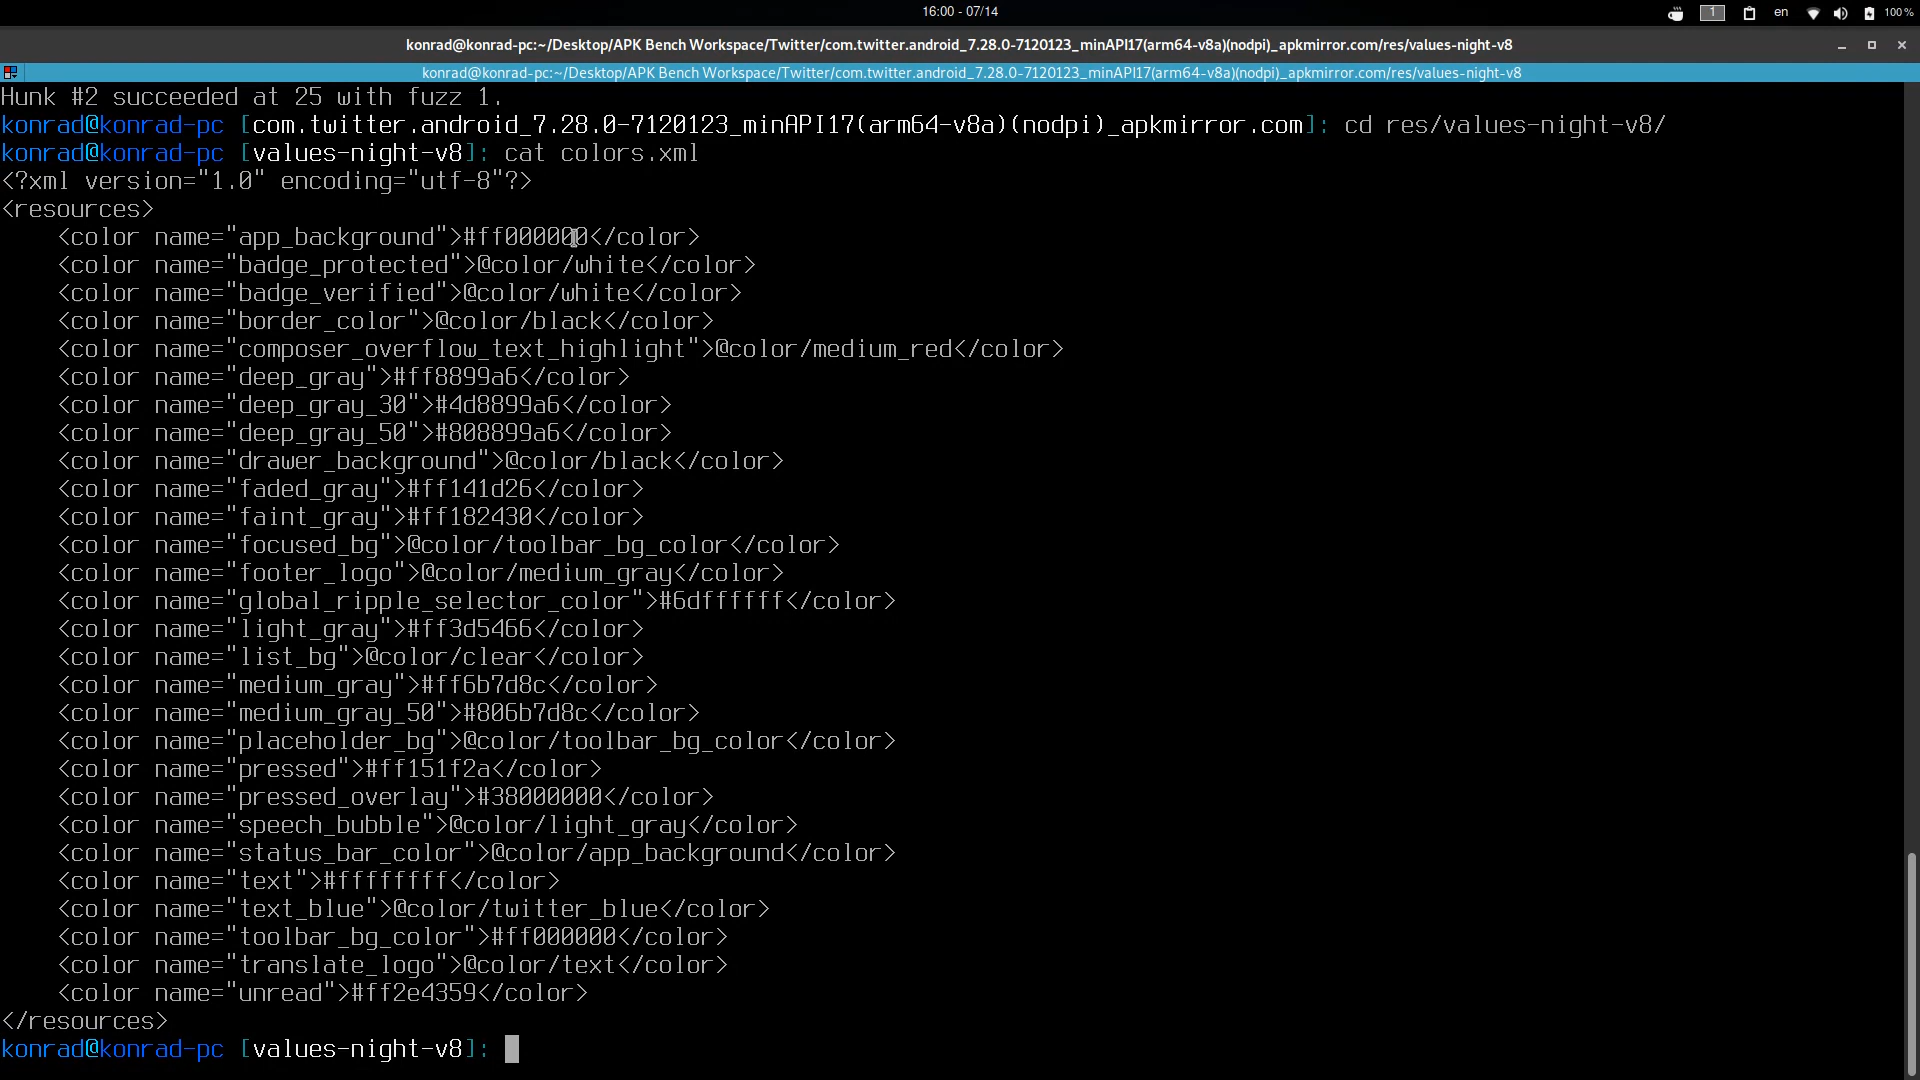 16:00 - 07/14
1
en
100 %
konrad@konrad-pc:~/Desktop/APK Bench Workspace/Twitter/com.twitter.android_7.28.0-7120123_minAPI17(arm64-v8a)(nodpi)_apkmirror.com/res/values-night-v8
konrad@konrad-pc:~/Desktop/APK Bench Workspace/Twitter/com.twitter.android_7.28.0-7120123_minAPI17(arm64-v8a)(nodpi)_apkmirror.com/res/values-night-v8
Hunk #2 succeeded at 25 with fuzz 1.
konrad@konrad-pc [com.twitter.android_7.28.0-7120123_minAPI17(arm64-v8a)(nodpi)_apkmirror.com]: cd res/values-night-v8/
konrad@konrad-pc [values-night-v8]: cat colors.xml
<?xml version="1.0" encoding="utf-8"?>
<resources>
    <color name="app_background">#ff000000</color>
    <color name="badge_protected">@color/white</color>
    <color name="badge_verified">@color/white</color>
    <color name="border_color">@color/black</color>
    <color name="composer_overflow_text_highlight">@color/medium_red</color>
    <color name="deep_gray">#ff8899a6</color>
    <color name="deep_gray_30">#4d8899a6</color>
    <color name="deep_gray_50">#808899a6</color>
    <color name="drawer_background">@color/black</color>
    <color name="faded_gray">#ff141d26</color>
    <color name="faint_gray">#ff182430</color>
    <color name="focused_bg">@color/toolbar_bg_color</color>
    <color name="footer_logo">@color/medium_gray</color>
    <color name="global_ripple_selector_color">#6dffffff</color>
    <color name="light_gray">#ff3d5466</color>
    <color name="list_bg">@color/clear</color>
    <color name="medium_gray">#ff6b7d8c</color>
    <color name="medium_gray_50">#806b7d8c</color>
    <color name="placeholder_bg">@color/toolbar_bg_color</color>
    <color name="pressed">#ff151f2a</color>
    <color name="pressed_overlay">#38000000</color>
    <color name="speech_bubble">@color/light_gray</color>
    <color name="status_bar_color">@color/app_background</color>
    <color name="text">#ffffffff</color>
    <color name="text_blue">@color/twitter_blue</color>
    <color name="toolbar_bg_color">#ff000000</color>
    <color name="translate_logo">@color/text</color>
    <color name="unread">#ff2e4359</color>
</resources>
konrad@konrad-pc [values-night-v8]: